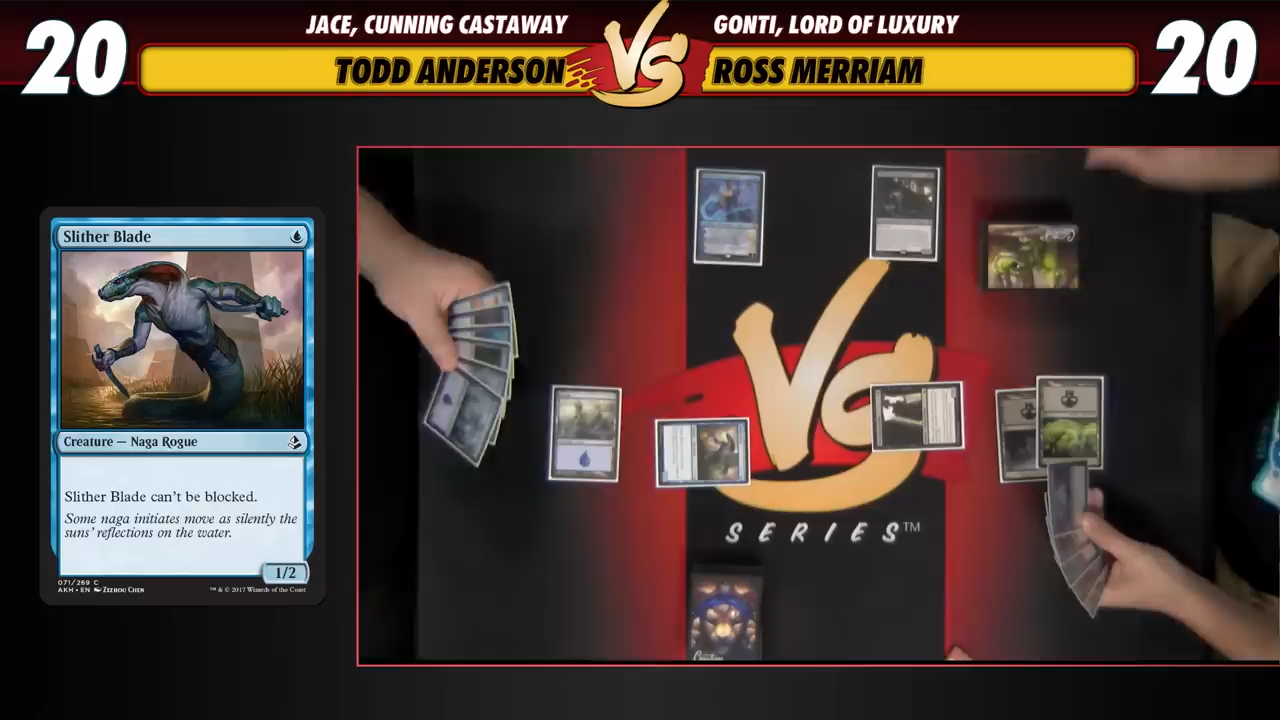 20
JACE, CUNNING CASTAWAY
GONTI, LORD OF LUXURY
20
TODD ANDERSON
VS
ROSS MERRIAM
Slither Blade
Creature — Naga Rogue
Slither Blade can't be blocked.
Some naga initiates move as silently the
suns' reflections on the water.
1/2
071/269 C
AKH • EN ZEZHOU CHEN
™ & © 2017 Wizards of the Coast
VS
SERIES™